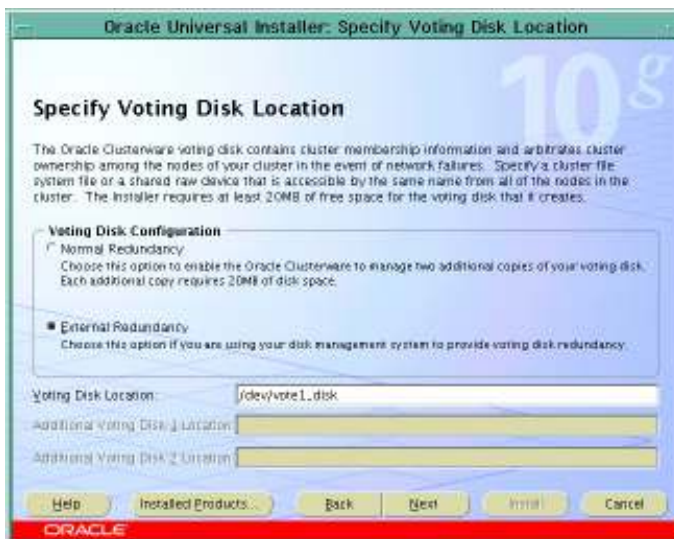 Oracle Universal Installer: Specify Voting Disk Location
10g
Specify Voting Disk Location
The Oracle Clusterware voting disk contains cluster membership information and arbitrates cluster
ownership among the nodes of your cluster in the event of network failures. Specify a cluster file
system file or a shared raw device that is accessible by the same name from all of the nodes in the
cluster. The Installer requires at least 20MB of free space for the voting disk that it creates.
Voting Disk Configuration
Normal Redundancy
Choose this option to enable the Oracle Clusterware to manage two additional copies of your voting disk.
Each additional copy requires 20MB of disk space.
External Redundancy
Choose this option if you are using your disk management system to provide voting disk redundancy.
Voting Disk Location: /dev/vote1_disk
Additional Voting Disk 1 Location:
Additional Voting Disk 2 Location:
Help Installed Products... Back Next Install Cancel
ORACLE